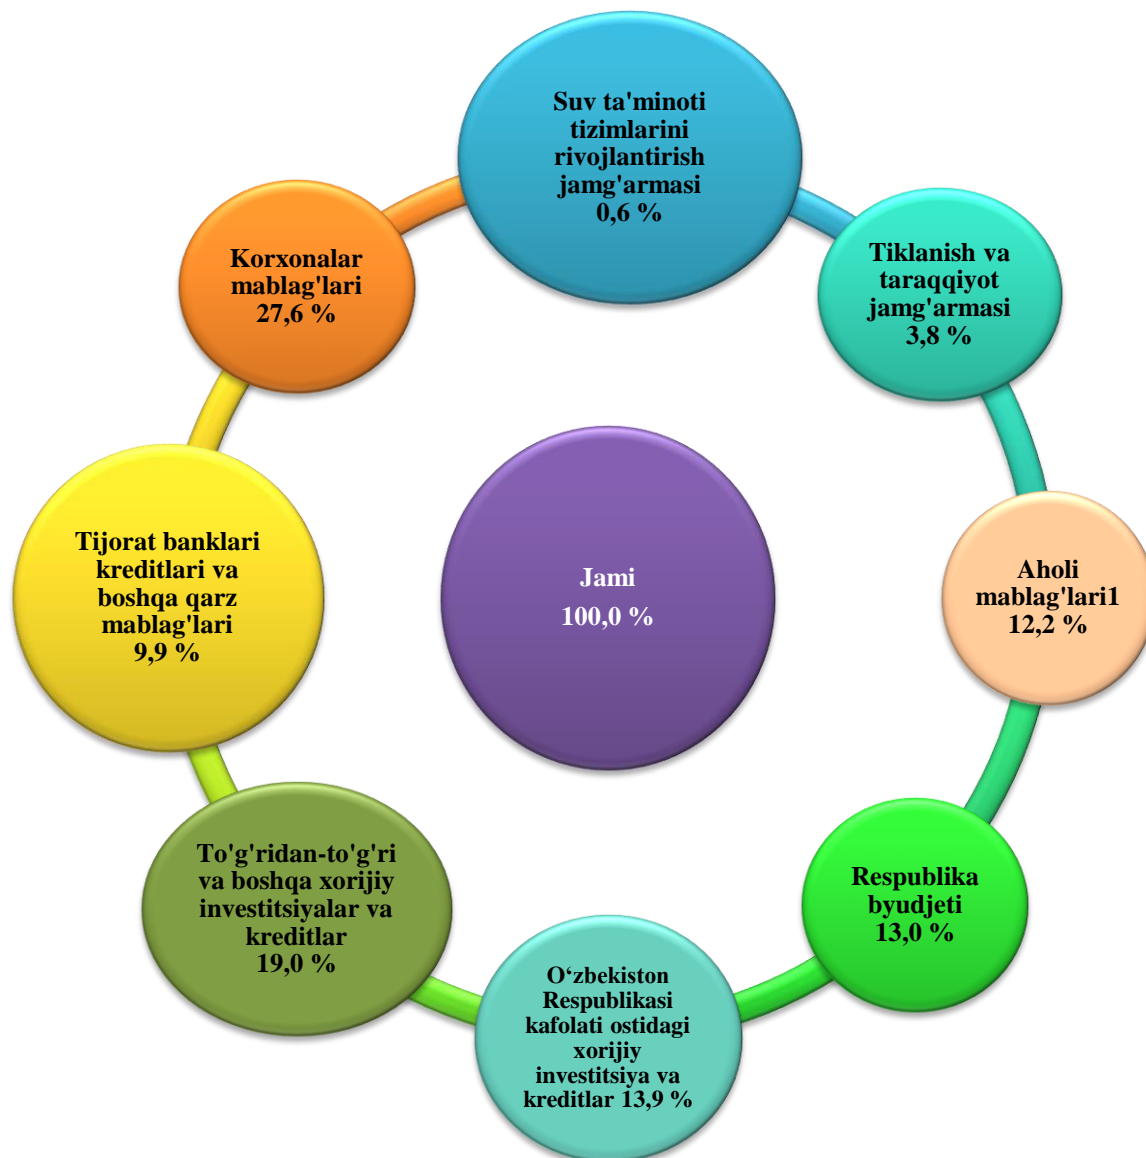 Suv ta'minoti
tizimlarini
rivojlantirish
jamg'armasi
0,6 %
Tiklanish va
taraqqiyot
jamg'armasi
3,8 %
Aholi
mablag'lari1
12,2 %
Respublika
byudjeti
13,0 %
O‘zbekiston
Respublikasi
kafolati ostidagi
xorijiy
investitsiya va
kreditlar 13,9 %
To'g'ridan-to'g'ri
va boshqa xorijiy
investitsiyalar va
kreditlar
19,0 %
Tijorat banklari
kreditlari va
boshqa qarz
mablag'lari
9,9 %
Korxonalar
mablag'lari
27,6 %
Jami
100,0 %